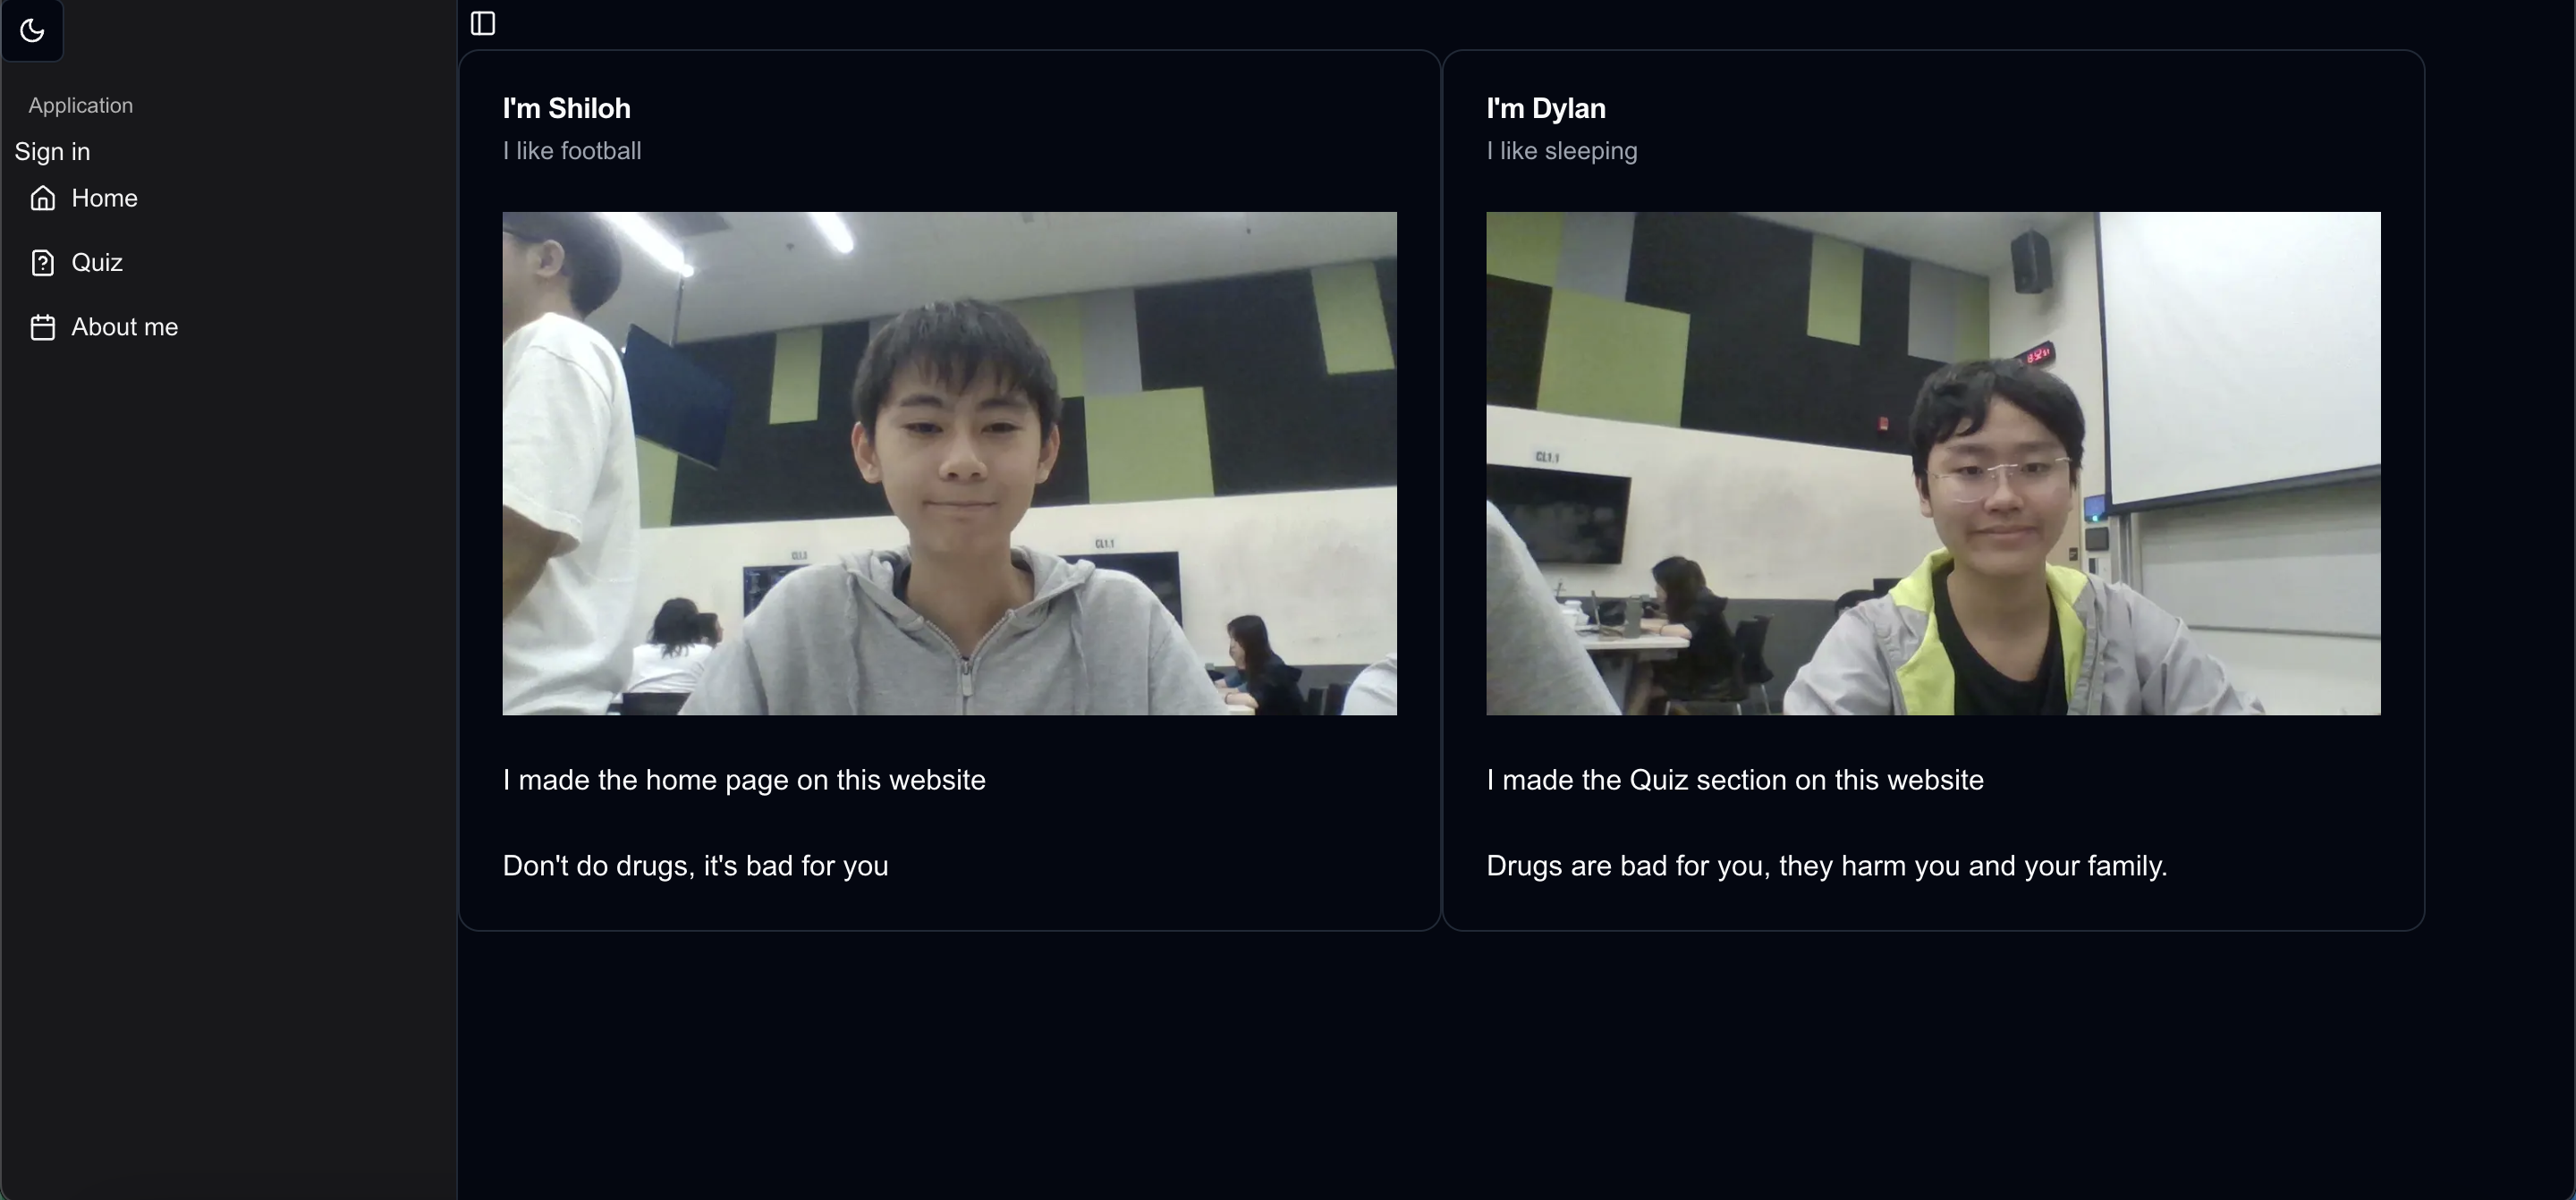 Application
Sign in
Home
Quiz
About me
I'm Shiloh
I like football
CL1.1
I made the home page on this website
Don't do drugs, it's bad for you
I'm Dylan
I like sleeping
CL1.1
I made the Quiz section on this website
Drugs are bad for you, they harm you and your family.